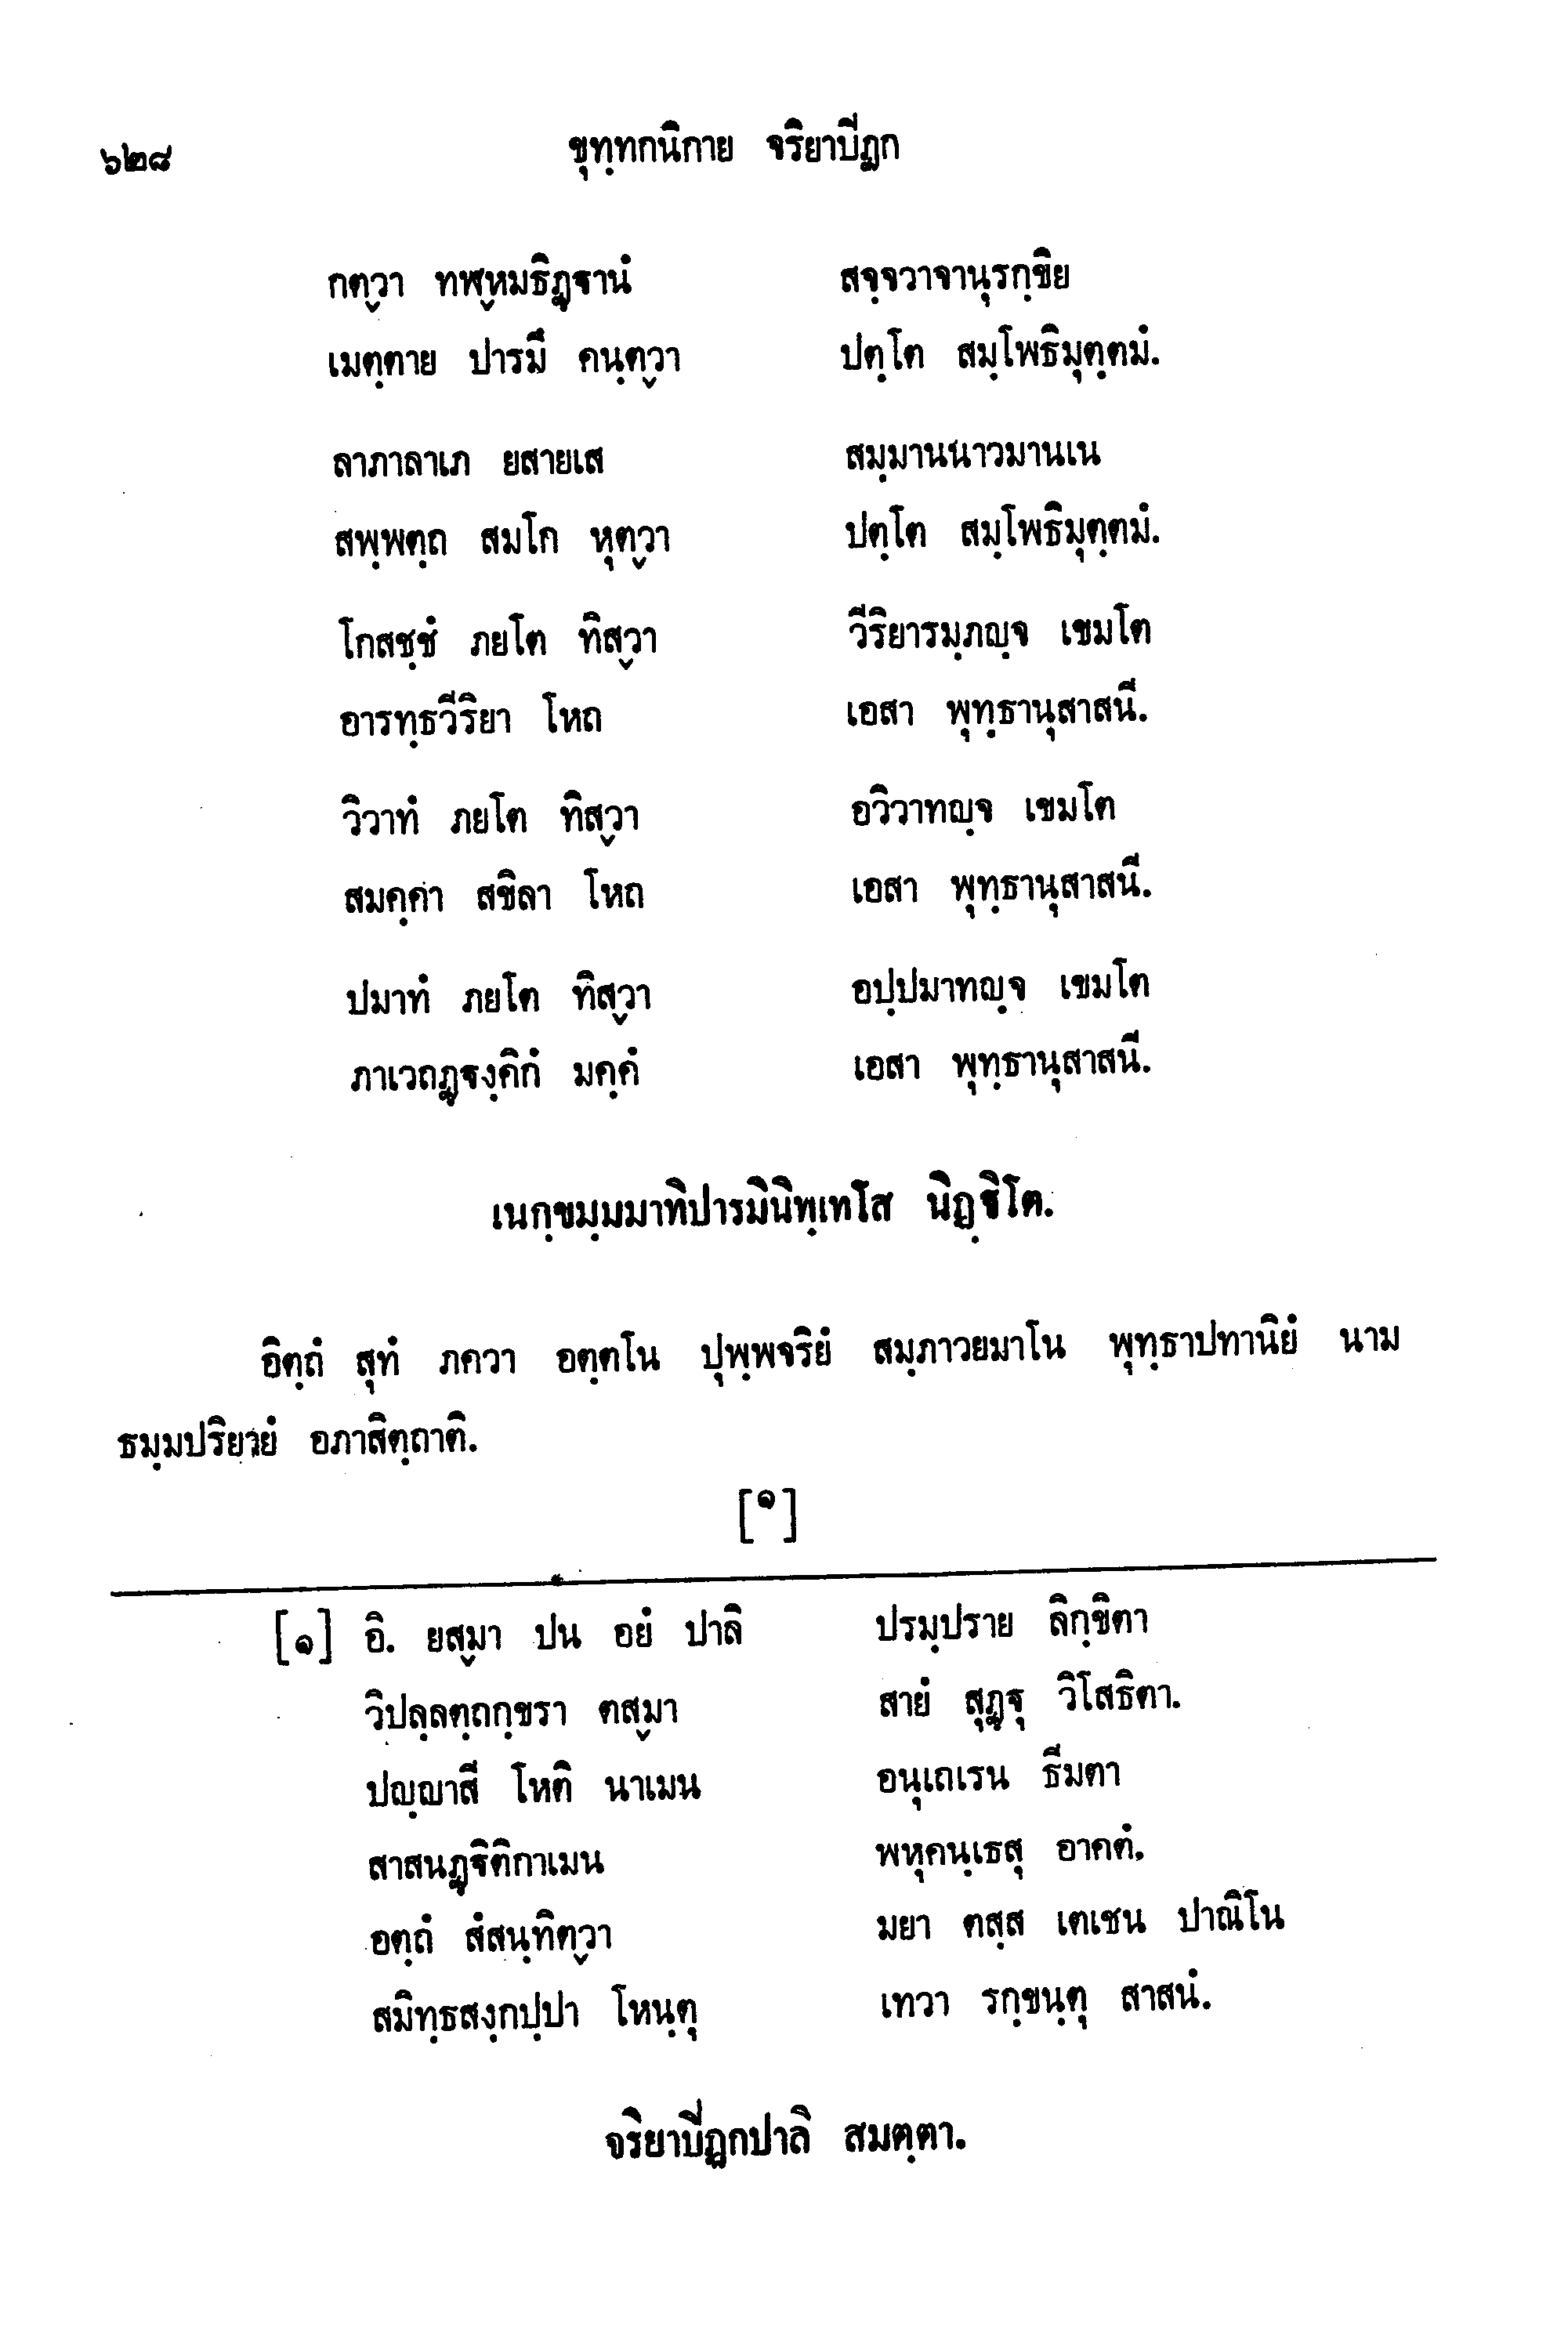 ๖๒๘ ขุทฺทกนิกาย จริยาปีฏก
กตฺวา ทฬฺหมธิฏฺฐานํ สจฺจวาจานุรกฺขิย
เมตฺตาย ปารมึ คนฺตฺวา ปตฺโต สมฺโพธิมุตฺตมํ.
ลาภาลาเภ ยสายเส สมฺมานนาวมานเน
สพฺพตฺถ สมโก หุตฺวา ปตฺโต สมฺโพธิมุตฺตมํ.
โกสชฺชํ ภยโต ทิสฺวา วีริยารมฺภญฺจ เขมโต
อารทฺธวีริยา โหถ เอสา พุทฺธานุสาสนี.
วิวาทํ ภยโต ทิสฺวา อวิวาทญฺจ เขมโต
สมคฺคา สขิลา โหถ เอสา พุทฺธานุสาสนี.
ปมาทํ ภยโต ทิสฺวา อปฺปมาทญฺจ เขมโต
ภาเวถฏฺฐงฺคิกํ มคฺคํ เอสา พุทฺธานุสาสนี.
เนกฺขมฺมมาทิปารมินิทฺเทโส นิฏฺฐิโต.
อิตฺถํ สุทํ ภควา อตฺตโน ปุพฺพจริยํ สมฺภาวยมาโน พุทฺธาปทานิยํ นาม
ธมฺมปริยายํ อภาสิตฺถาติ.
[๑]
[๑] อิ. ยสฺมา ปน อยํ ปาลิ ปรมฺปราย ลิกฺขิตา
วิปลฺลตฺถกฺขรา ตสฺมา สายํ สุฏฺฐุ วิโสธิตา.
ปญฺญาสี โหติ นาเมน อนุเถเรน ธีมตา
สาสนฏฺฐิติกาเมน พหุคนฺเธสุ อาคตํ.
อตฺถํ สํสนฺทิตฺวา มยา ตสฺส เตเชน ปาณิโน
สมิทฺธสงฺกปฺปา โหนฺตุ เทวา รกฺขนฺตุ สาสนํ.
จริยาปีฏกปาลิ สมตฺตา.